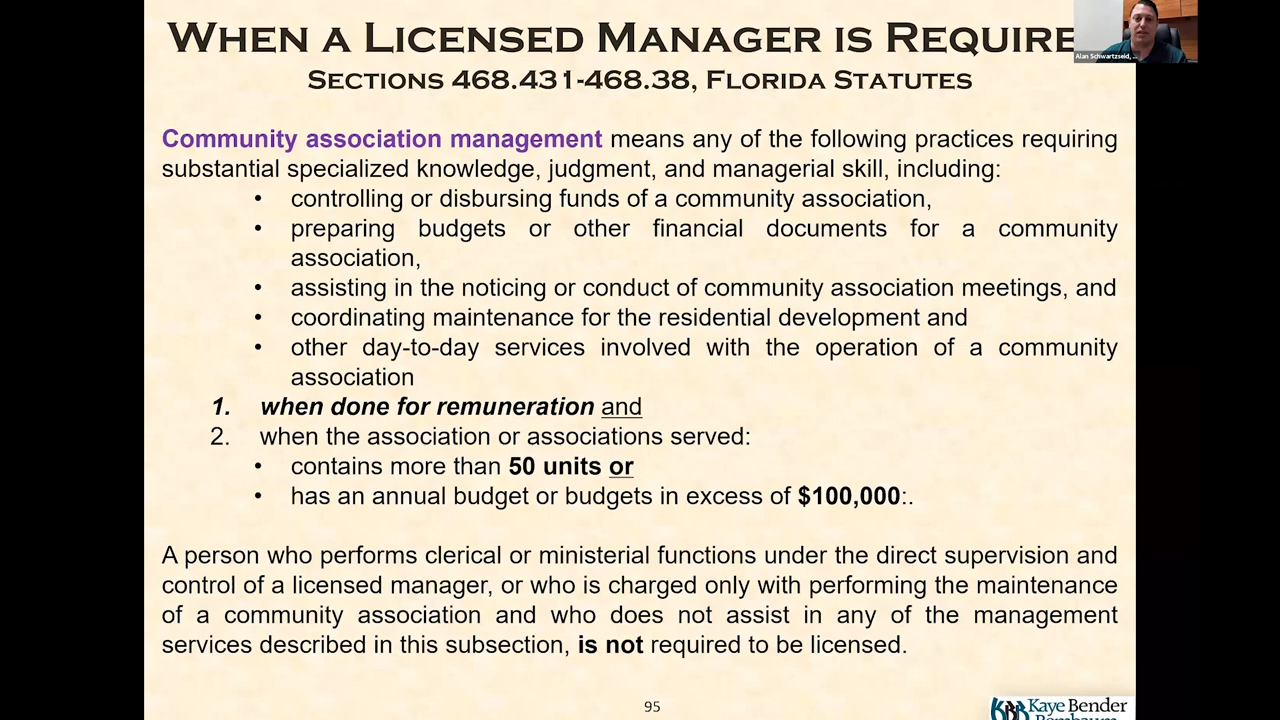 WHEN A LICENSED MANAGER IS REQUIRE
SECTIONS 468.431-468.38, FLORIDA STATUTES
Alan Schwartzseid, ...
Community association management means any of the following practices requiring
substantial specialized knowledge, judgment, and managerial skill, including:
• controlling or disbursing funds of a community association,
• preparing budgets or other financial documents for a community
association,
• assisting in the noticing or conduct of community association meetings, and
• coordinating maintenance for the residential development and
• other day-to-day services involved with the operation of a community
association
1. when done for remuneration and
2. when the association or associations served:
• contains more than 50 units or
• has an annual budget or budgets in excess of $100,000:.
A person who performs clerical or ministerial functions under the direct supervision and
control of a licensed manager, or who is charged only with performing the maintenance
of a community association and who does not assist in any of the management
services described in this subsection, is not required to be licensed.
95
KBR Kaye Bender
Rembaum